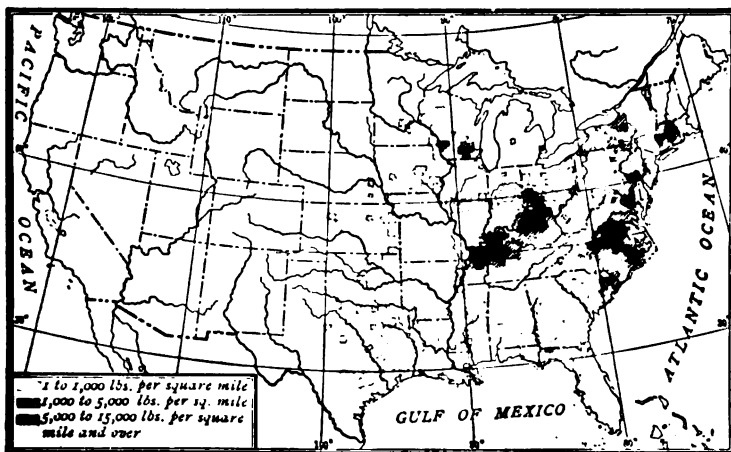 PACIFIC
OCEAN
ATLANTIC OCEAN
GULF OF MEXICO
1 to 1,000 lbs. per square mile
1,000 to 5,000 lbs. per sq. mile
5,000 to 15,000 lbs. per square
mile and over